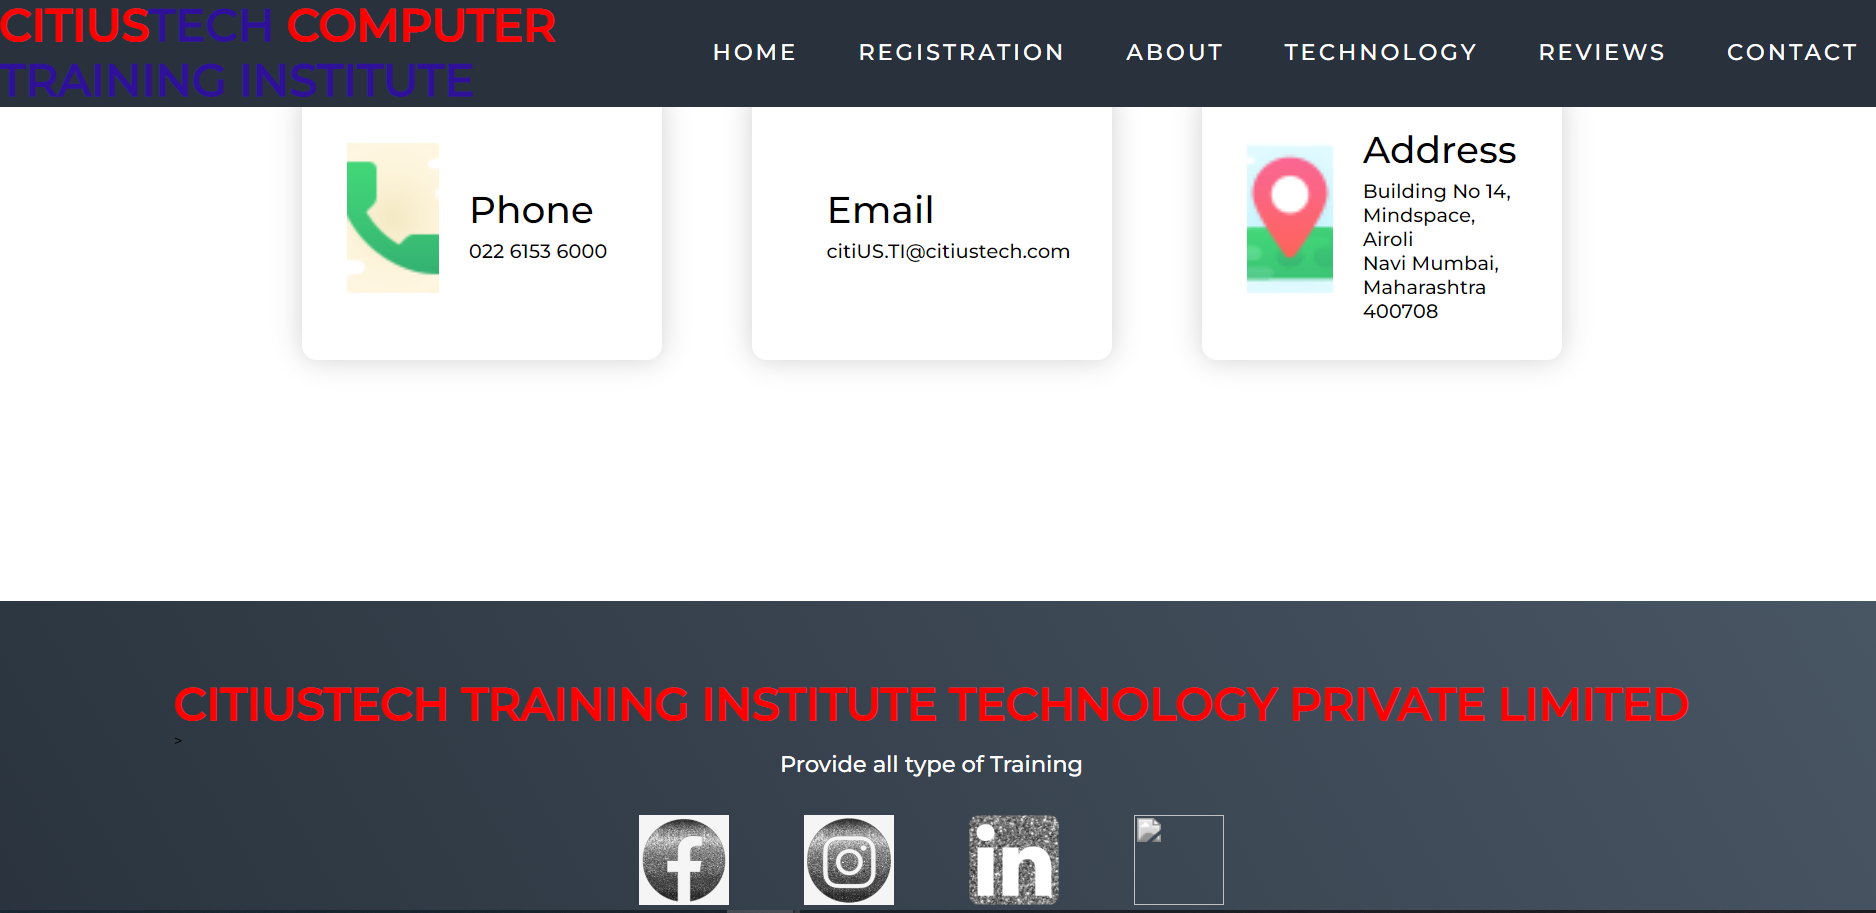 CITIUSTECH COMPUTER
TRAINING INSTITUTE
HOME REGISTRATION ABOUT TECHNOLOGY REVIEWS CONTACT
Phone
022 6153 6000
Email
citiUS.TI@citiustech.com
Address
Building No 14,
Mindspace,
Airoli
Navi Mumbai,
Maharashtra
400708
CITIUSTECH TRAINING INSTITUTE TECHNOLOGY PRIVATE LIMITED
>
Provide all type of Training
in